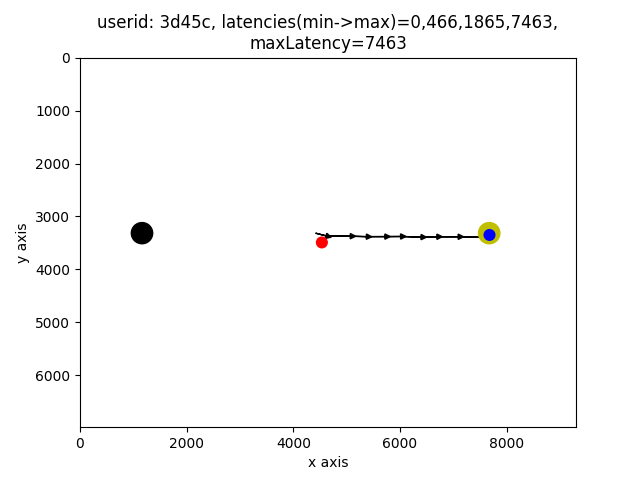 userid: 3d45c, latencies(min->max)=0,466,1865,7463,
maxLatency=7463
0
1000
2000
3000
4000
5000
6000
y axis
0 2000 4000 6000 8000
x axis